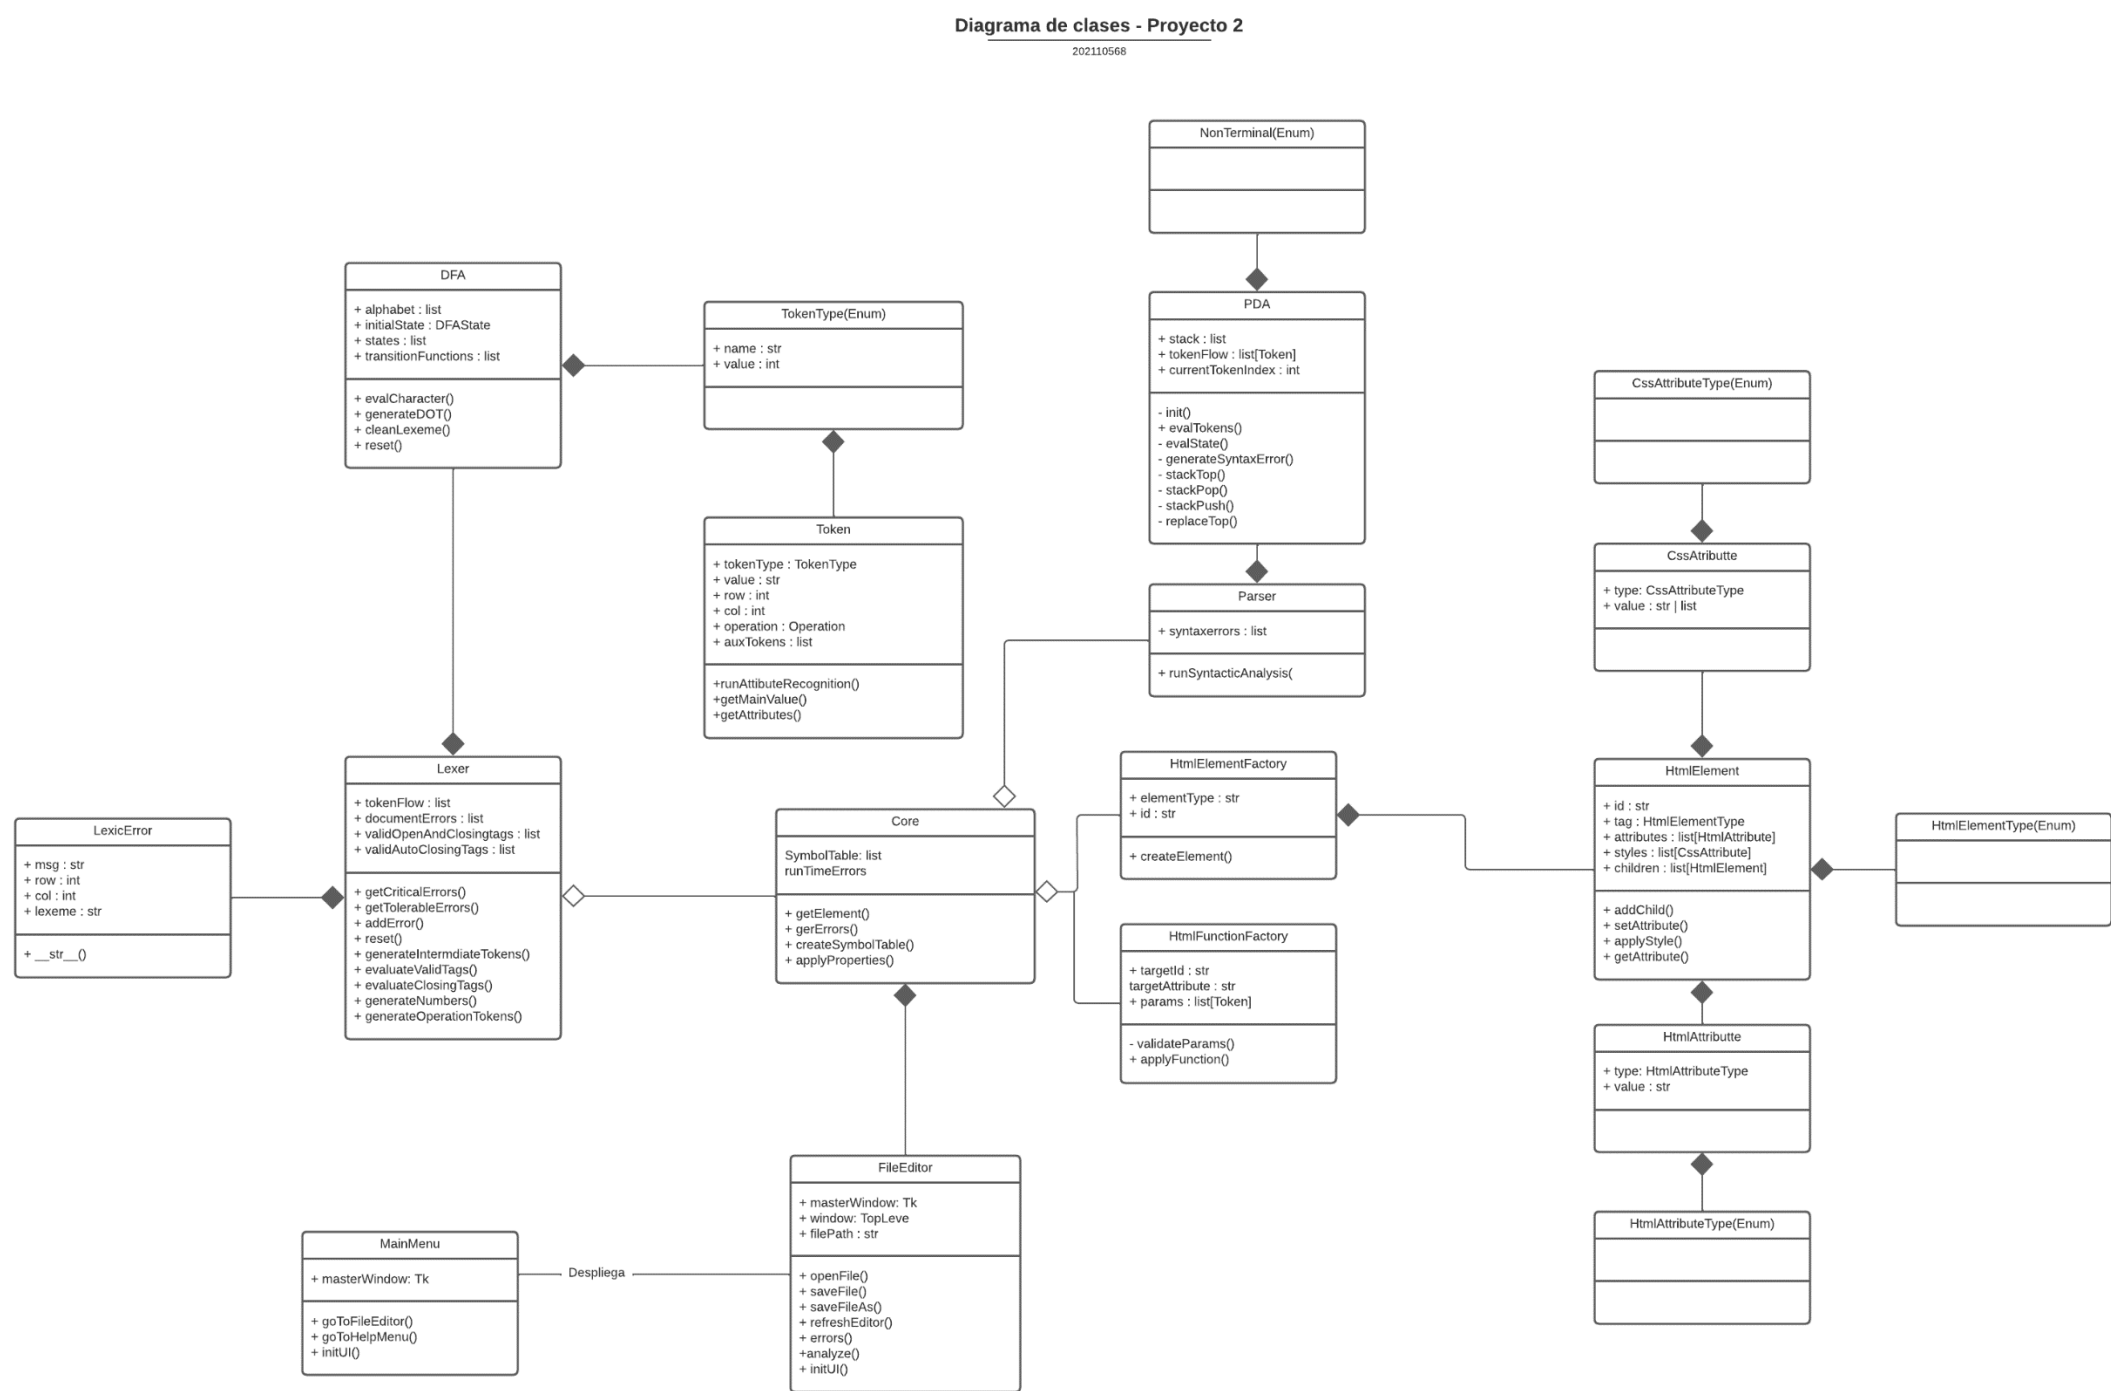 Diagrama de clases - Proyecto 2
202110568
NonTerminal(Enum)
DFA
+ alphabet : list
+ initialState : DFAState
+ states : list
+ transitionFunctions : list
+ evalCharacter()
+ generateDOT()
+ cleanLexeme()
+ reset()
TokenType(Enum)
+ name : str
+ value : int
PDA
+ stack : list
+ tokenFlow : list[Token]
+ currentTokenIndex : int
- init()
+ evalTokens()
- evalState()
- generateSyntaxError()
- stackTop()
- stackPop()
- stackPush()
- replaceTop()
CssAttributeType(Enum)
Token
+ tokenType : TokenType
+ value : str
+ row : int
+ col : int
+ operation : Operation
+ auxTokens : list
+runAttibuteRecognition()
+getMainValue()
+getAttributes()
Parser
+ syntaxerrors : list
+ runSyntacticAnalysis(
CssAtributte
+ type: CssAttributeType
+ value : str | list
LexicError
+ msg : str
+ row : int
+ col : int
+ lexeme : str
+ __str__()
Lexer
+ tokenFlow : list
+ documentErrors : list
+ validOpenAndClosingtags : list
+ validAutoClosingTags : list
+ getCriticalErrors()
+ getTolerableErrors()
+ addError()
+ reset()
+ generateIntermdiateTokens()
+ evaluateValidTags()
+ evaluateClosingTags()
+ generateNumbers()
+ generateOperationTokens()
Core
SymbolTable: list
runTimeErrors
+ getElement()
+ gerErrors()
+ createSymbolTable()
+ applyProperties()
HtmlElementFactory
+ elementType : str
+ id : str
+ createElement()
HtmlFunctionFactory
+ targetId : str
targetAttribute : str
+ params : list[Token]
- validateParams()
+ applyFunction()
HtmlElement
+ id : str
+ tag : HtmlElementType
+ attributes : list[HtmlAttribute]
+ styles : list[CssAttribute]
+ children : list[HtmlElement]
+ addChild()
+ setAttribute()
+ applyStyle()
+ getAttribute()
HtmlElementType(Enum)
HtmlAttributte
+ type: HtmlAttributeType
+ value : str
HtmlAttributeType(Enum)
MainMenu
+ masterWindow: Tk
+ goToFileEditor()
+ goToHelpMenu()
+ initUI()
Despliega
FileEditor
+ masterWindow: Tk
+ window: TopLeve
+ filePath : str
+ openFile()
+ saveFile()
+ saveFileAs()
+ refreshEditor()
+ errors()
+analyze()
+ initUI()